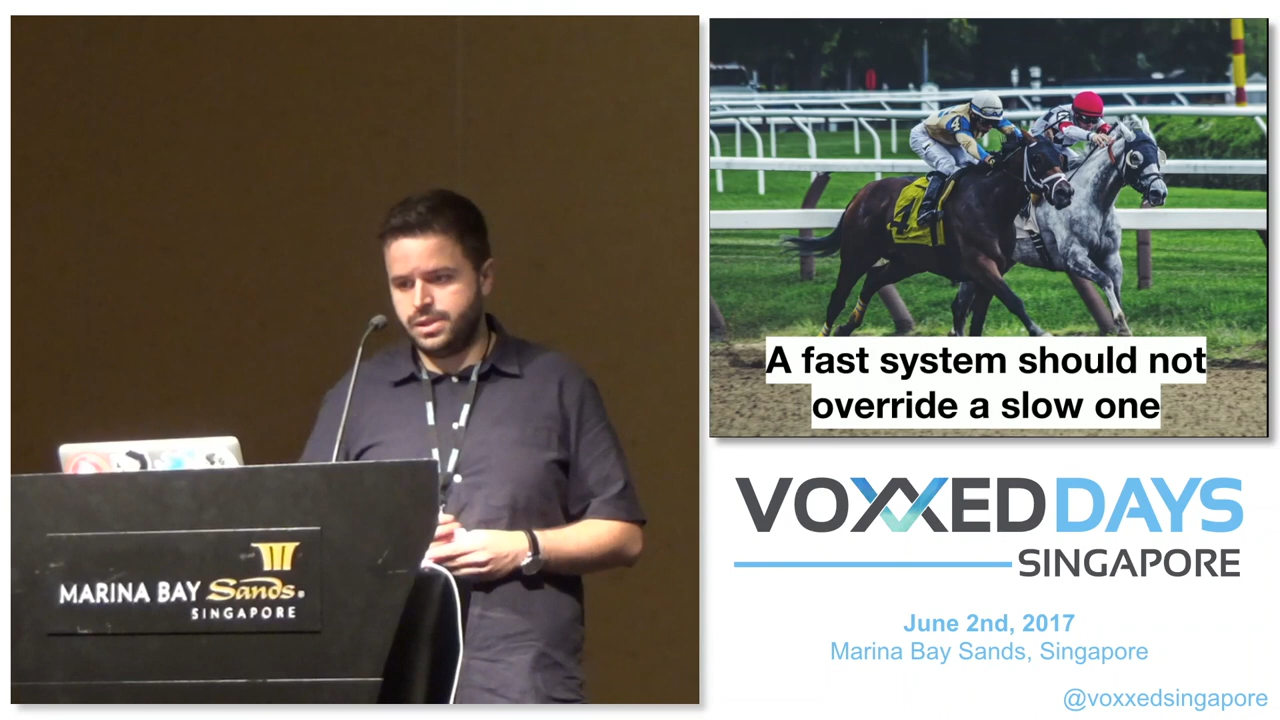 4
4
A fast system should not
override a slow one
MARINA BAY Sands.
SINGAPORE
VOXXED DAYS
SINGAPORE
June 2nd, 2017
Marina Bay Sands, Singapore
@voxxedsingapore